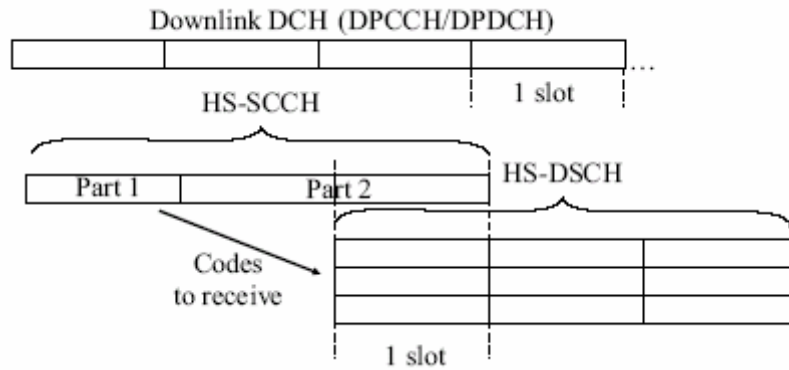 Downlink DCH (DPCCH/DPDCH)
...
1 slot
HS-SCCH
HS-DSCH
Part 1
Part 2
Codes
to receive
1 slot